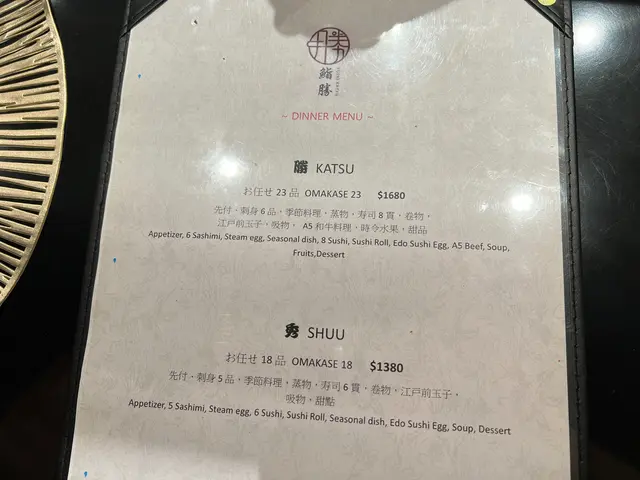 鮨
勝
~ DINNER MENU ~
勝 KATSU
お任せ 23 品 OMAKASE 23 $1680
先付・刺身 6 品・季節料理・蒸物・寿司 8 貫・卷物・
江戸前玉子・吸物・ A5 和牛料理・時令水果・甜品
Appetizer, 6 Sashimi, Steam egg, Seasonal dish, 8 Sushi, Sushi Roll, Edo Sushi Egg, A5 Beef, Soup,
Fruits,Dessert
秀 SHUU
お任せ 18 品 OMAKASE 18 $1380
先付・刺身 5 品・季節料理・蒸物・寿司 6 貫・卷物・江戸前玉子・
吸物・甜點
Appetizer, 5 Sashimi, Steam egg, 6 Sushi, Sushi Roll, Seasonal dish, Edo Sushi Egg, Soup, Dessert